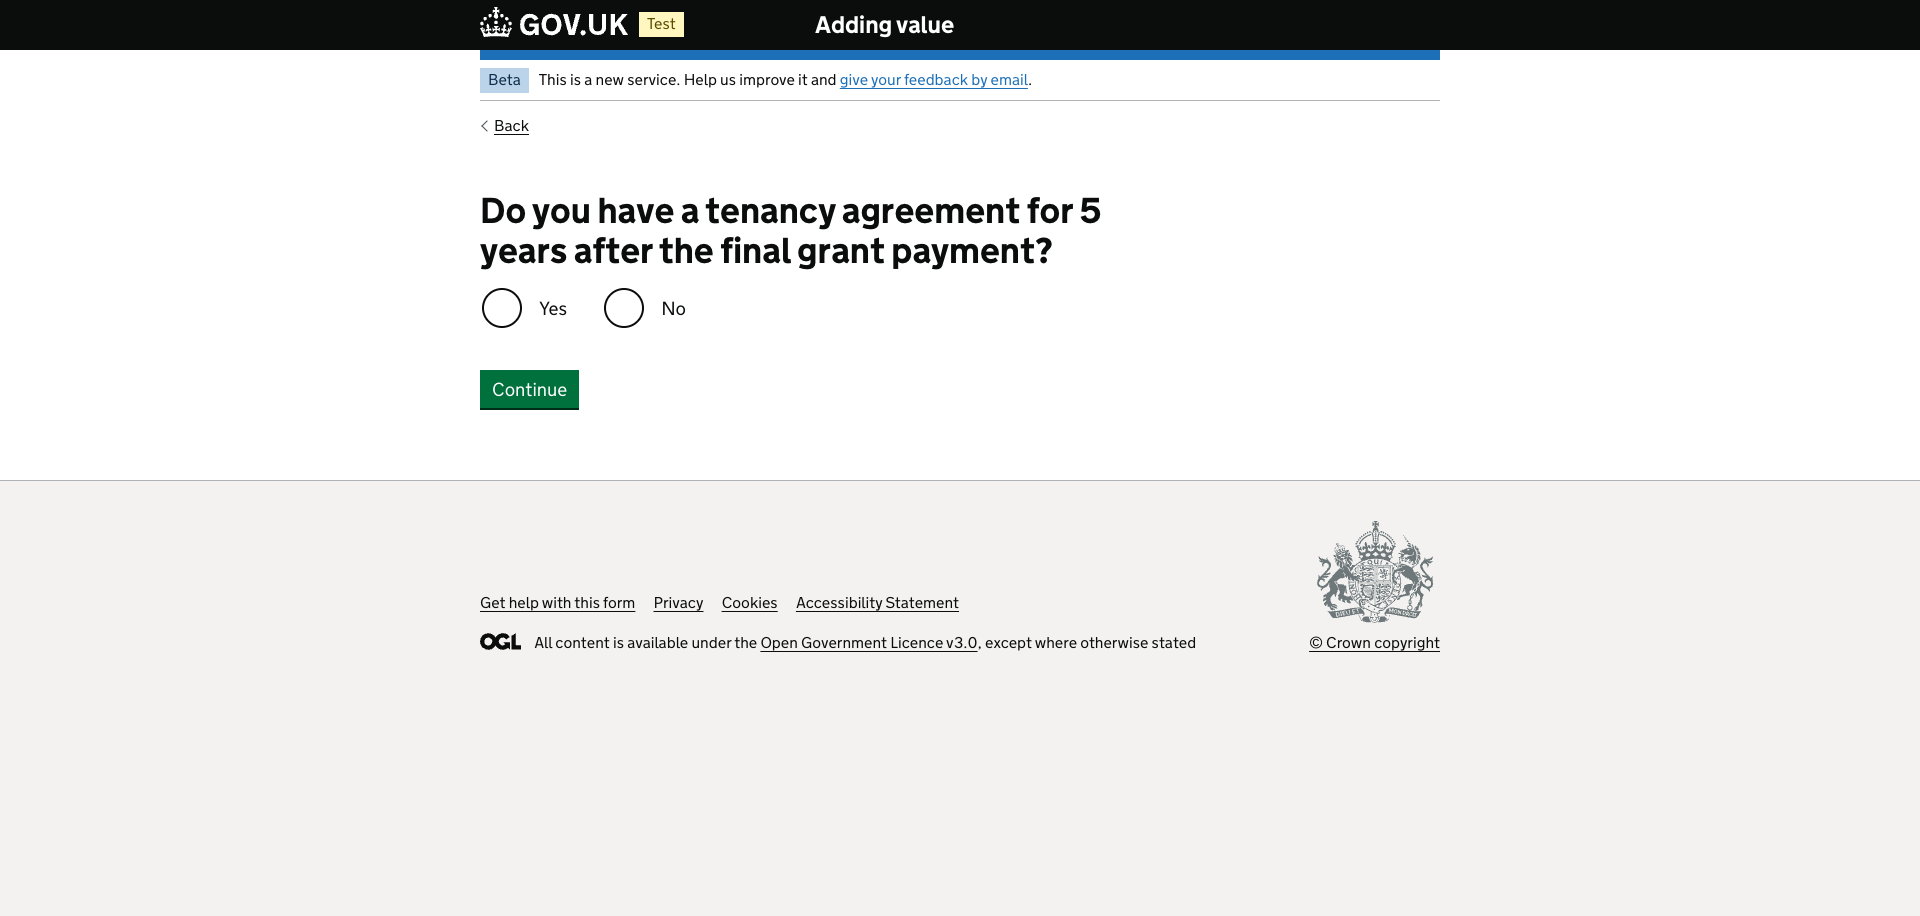 GOV.UK Test Adding value
Beta This is a new service. Help us improve it and give your feedback by email.
Back
Do you have a tenancy agreement for 5
years after the final grant payment?
Yes No
Continue
Get help with this form Privacy Cookies Accessibility Statement
OGL All content is available under the Open Government Licence v3.0, except where otherwise stated
© Crown copyright